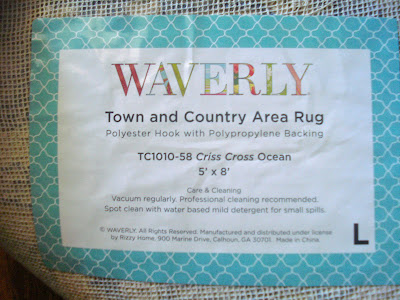 WAVERLY
Town and Country Area Rug
Polyester Hook with Polypropylene Backing
TC1010-58 Criss Cross Ocean
5' x 8'
Care & Cleaning
Vacuum regularly. Professional cleaning recommended.
Spot clean with water based mild detergent for small spills.
© WAVERLY. All Rights Reserved. Manufactured and distributed under license
by Rizzy Home, 900 Marine Drive, Calhoun, GA 30701. Made in China.
L